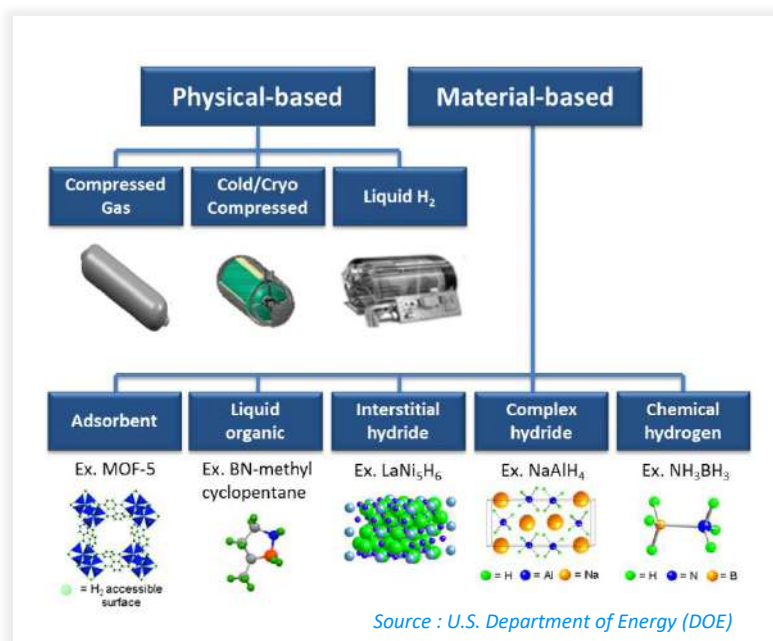 Physical-based
Material-based
Compressed
Gas
Cold/Cryo
Compressed
Liquid H₂
Adsorbent
Liquid
organic
Interstitial
hydride
Complex
hydride
Chemical
hydrogen
Ex. MOF-5
Ex. BN-methyl
cyclopentane
Ex. LaNi₅H₆
Ex. NaAlH₄
Ex. NH₃BH₃
= H₂ accessible
surface
= H = Al = Na
= H = N = B
Source : U.S. Department of Energy (DOE)